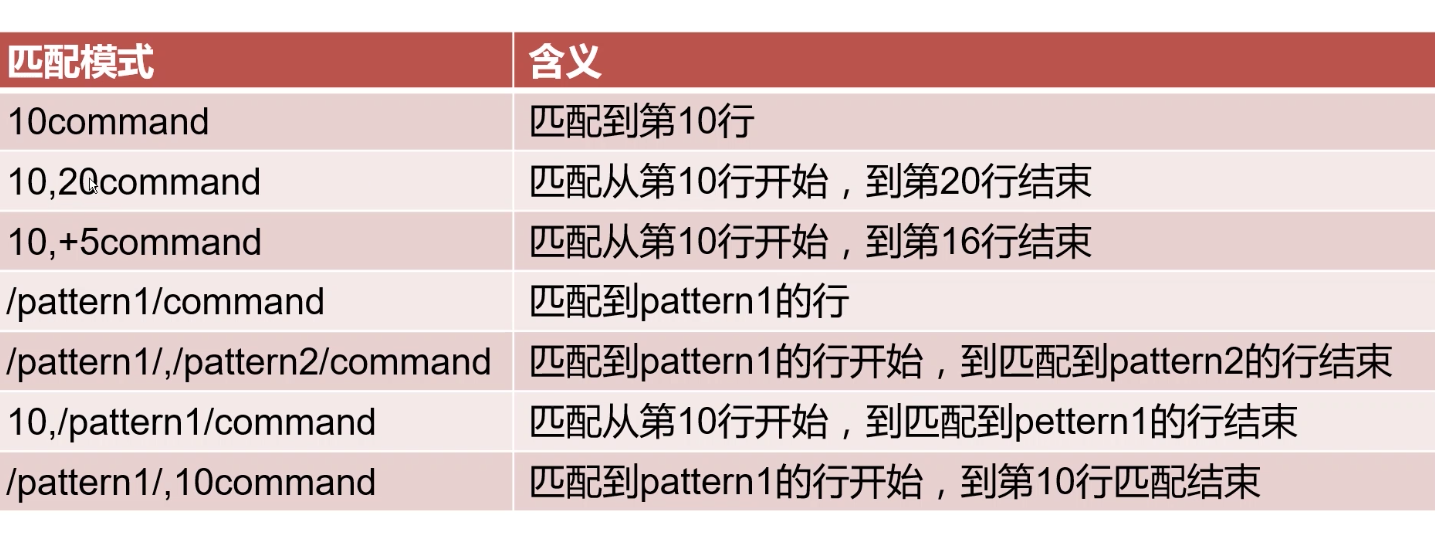 匹配模式 含义
10command 匹配到第10行
10,20command 匹配从第10行开始，到第20行结束
10,+5command 匹配从第10行开始，到第16行结束
/pattern1/command 匹配到pattern1的行
/pattern1/,/pattern2/command 匹配到pattern1的行开始，到匹配到pattern2的行结束
10,/pattern1/command 匹配从第10行开始，到匹配到pettern1的行结束
/pattern1/,10command 匹配到pattern1的行开始，到第10行匹配结束